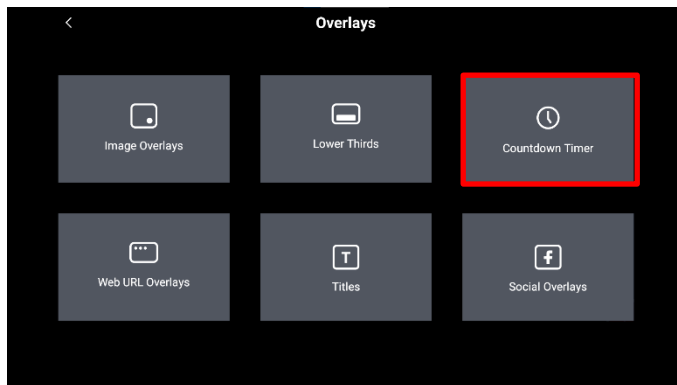 Overlays
Image Overlays
Lower Thirds
Countdown Timer
Web URL Overlays
T
Titles
Social Overlays